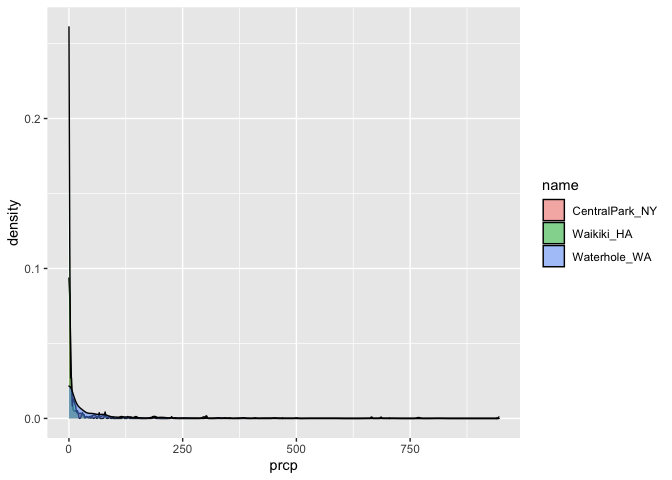 0.2
0.1
0.0
density
0
250
500
750
prcp
name
CentralPark_NY
Waikiki_HA
Waterhole_WA